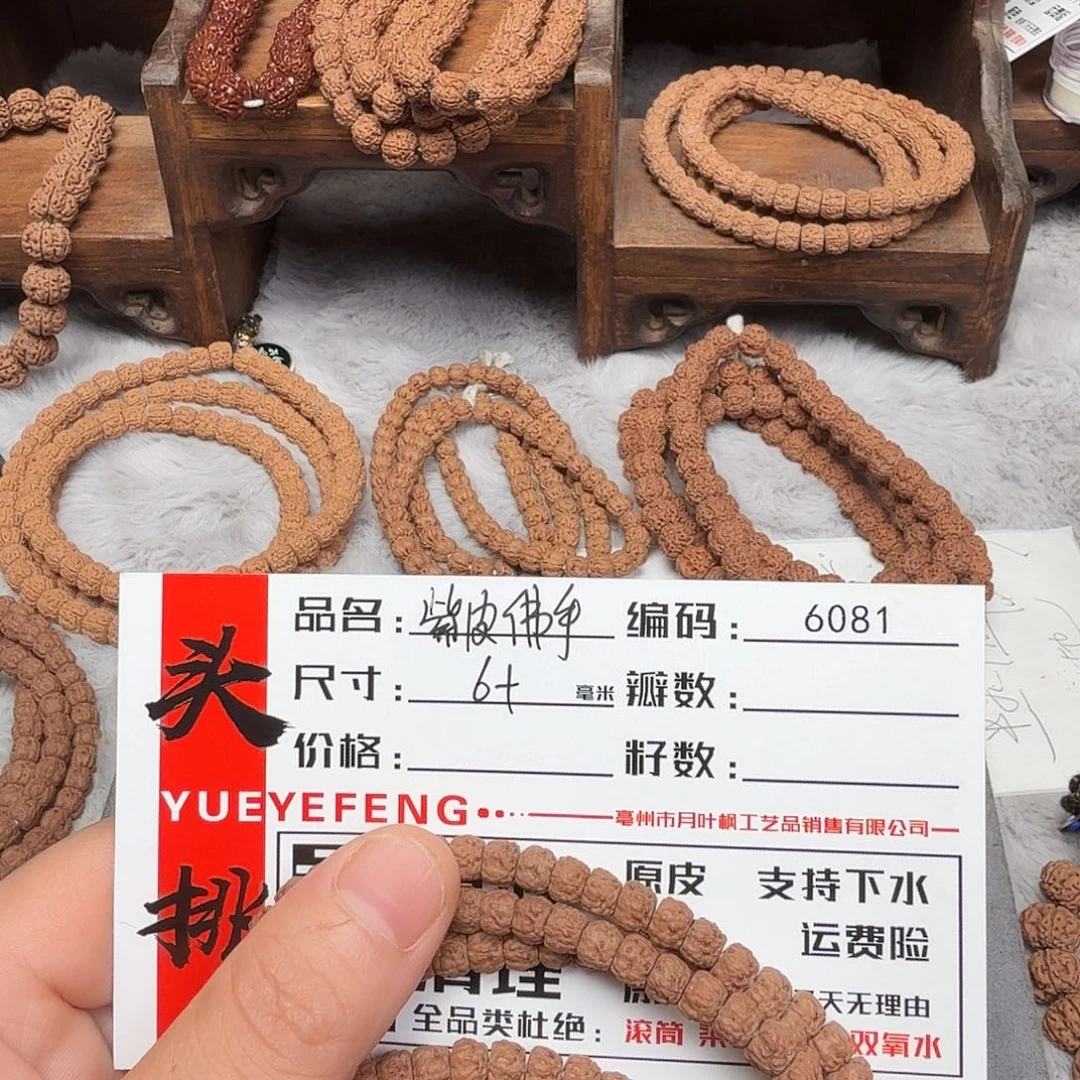 头挑
品名：紫皮佛手 编码：6081
尺寸：6+ 毫米 瓣数：
价格： 籽数：
YUEYEFENG
亳州市月叶枫工艺品销售有限公司
原皮 支持下水
运费险
清理 天无理由
全品类杜绝：滚筒 双氧水